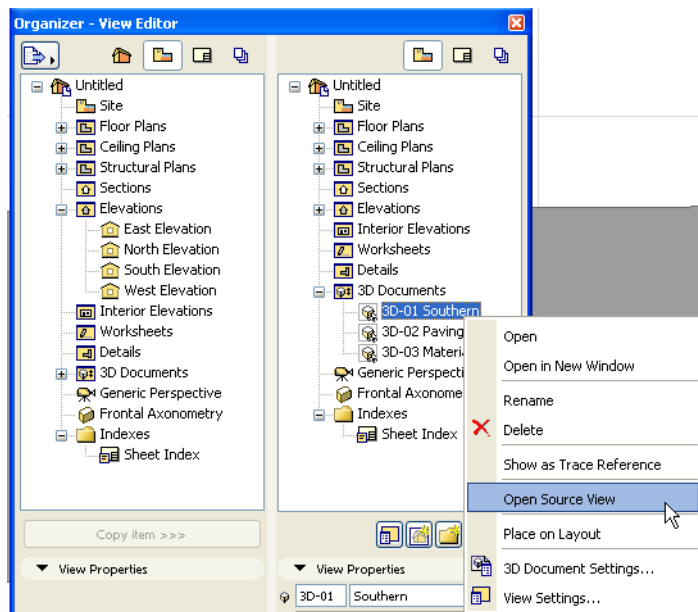 Organizer - View Editor
Untitled
Site
Floor Plans
Ceiling Plans
Structural Plans
Sections
Elevations
East Elevation
North Elevation
South Elevation
West Elevation
Interior Elevations
Worksheets
Details
3D Documents
Generic Perspective
Frontal Axonometry
Indexes
Sheet Index
Copy item >>>
View Properties
Untitled
Site
Floor Plans
Ceiling Plans
Structural Plans
Sections
Elevations
Interior Elevations
Worksheets
Details
3D Documents
3D-01 Southern
3D-02 Paving
3D-03 Materi
Generic Perspecti
Frontal Axonome
Indexes
Sheet Index
View Properties
3D-01 Southern
Open
Open in New Window
Rename
Delete
Show as Trace Reference
Open Source View
Place on Layout
3D Document Settings...
View Settings...